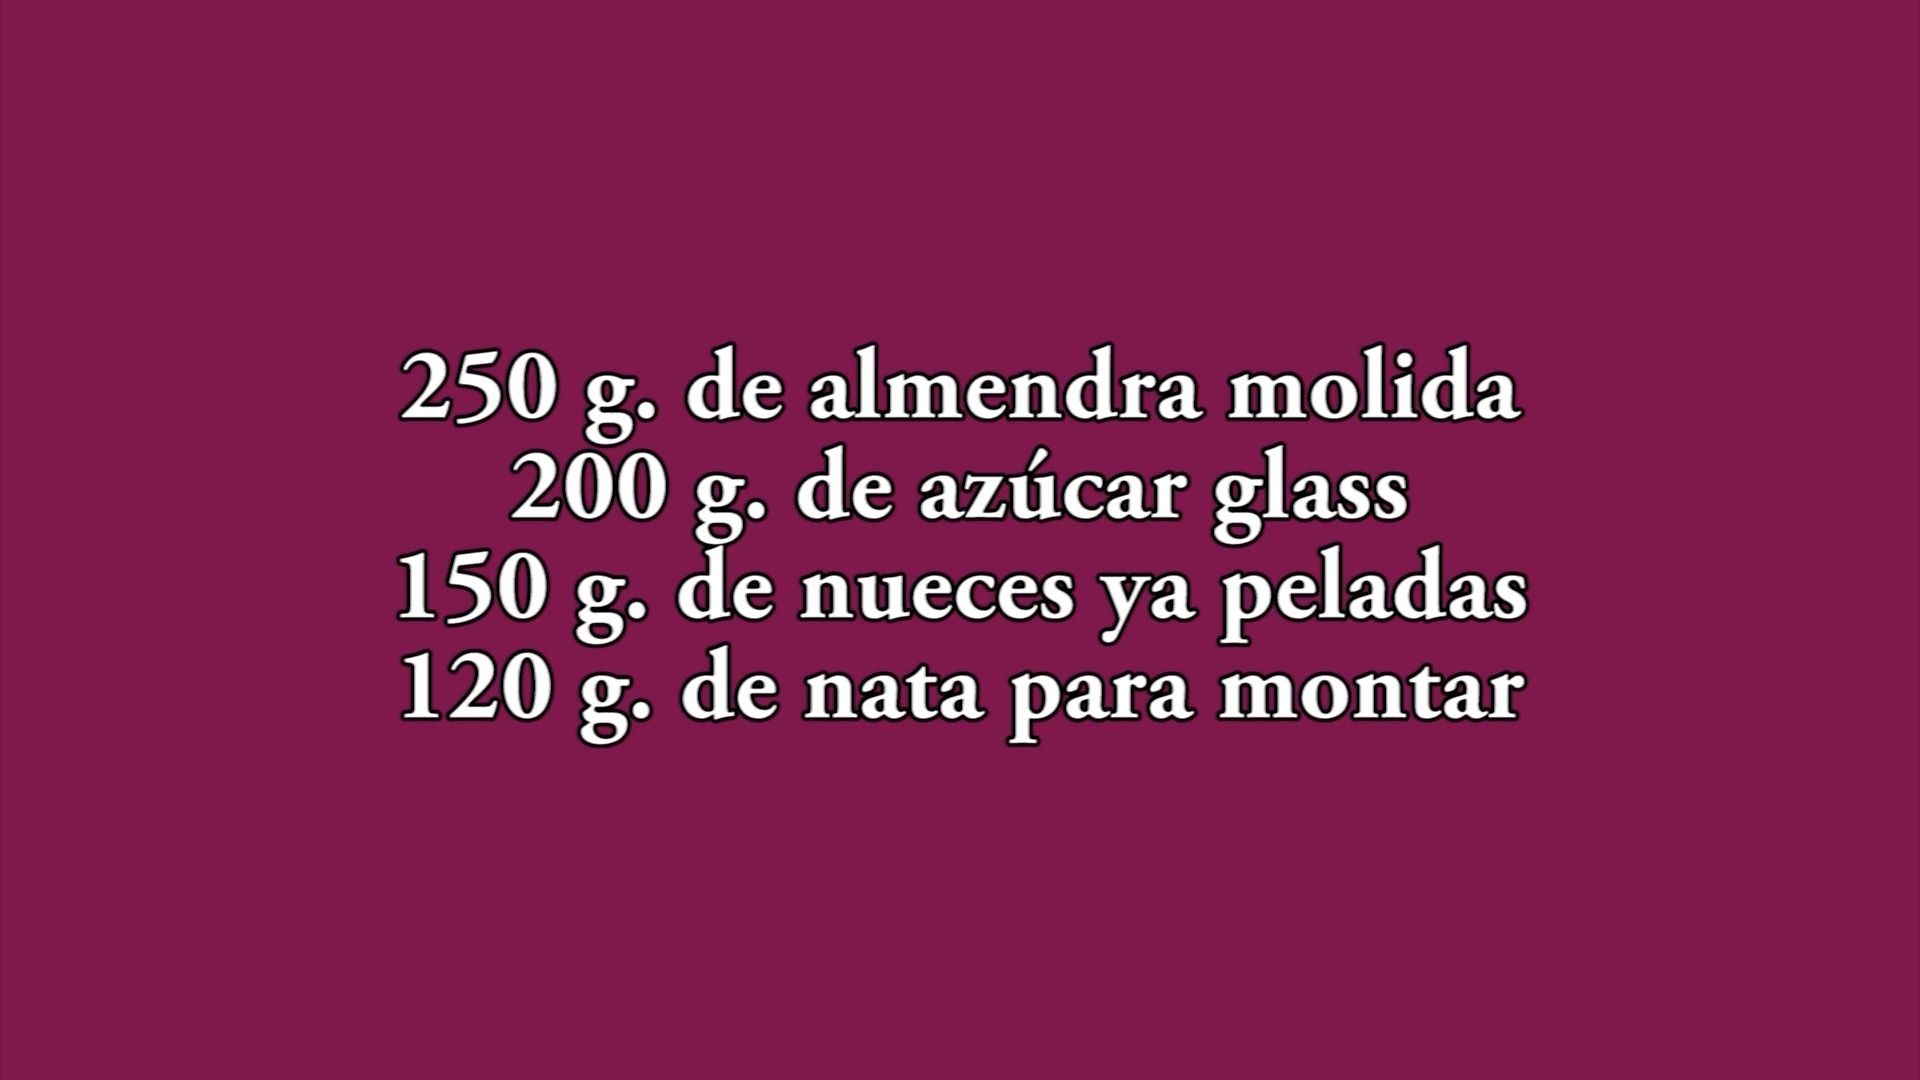 250 g. de almendra molida
200 g. de azúcar glass
150 g. de nueces ya peladas
120 g. de nata para montar